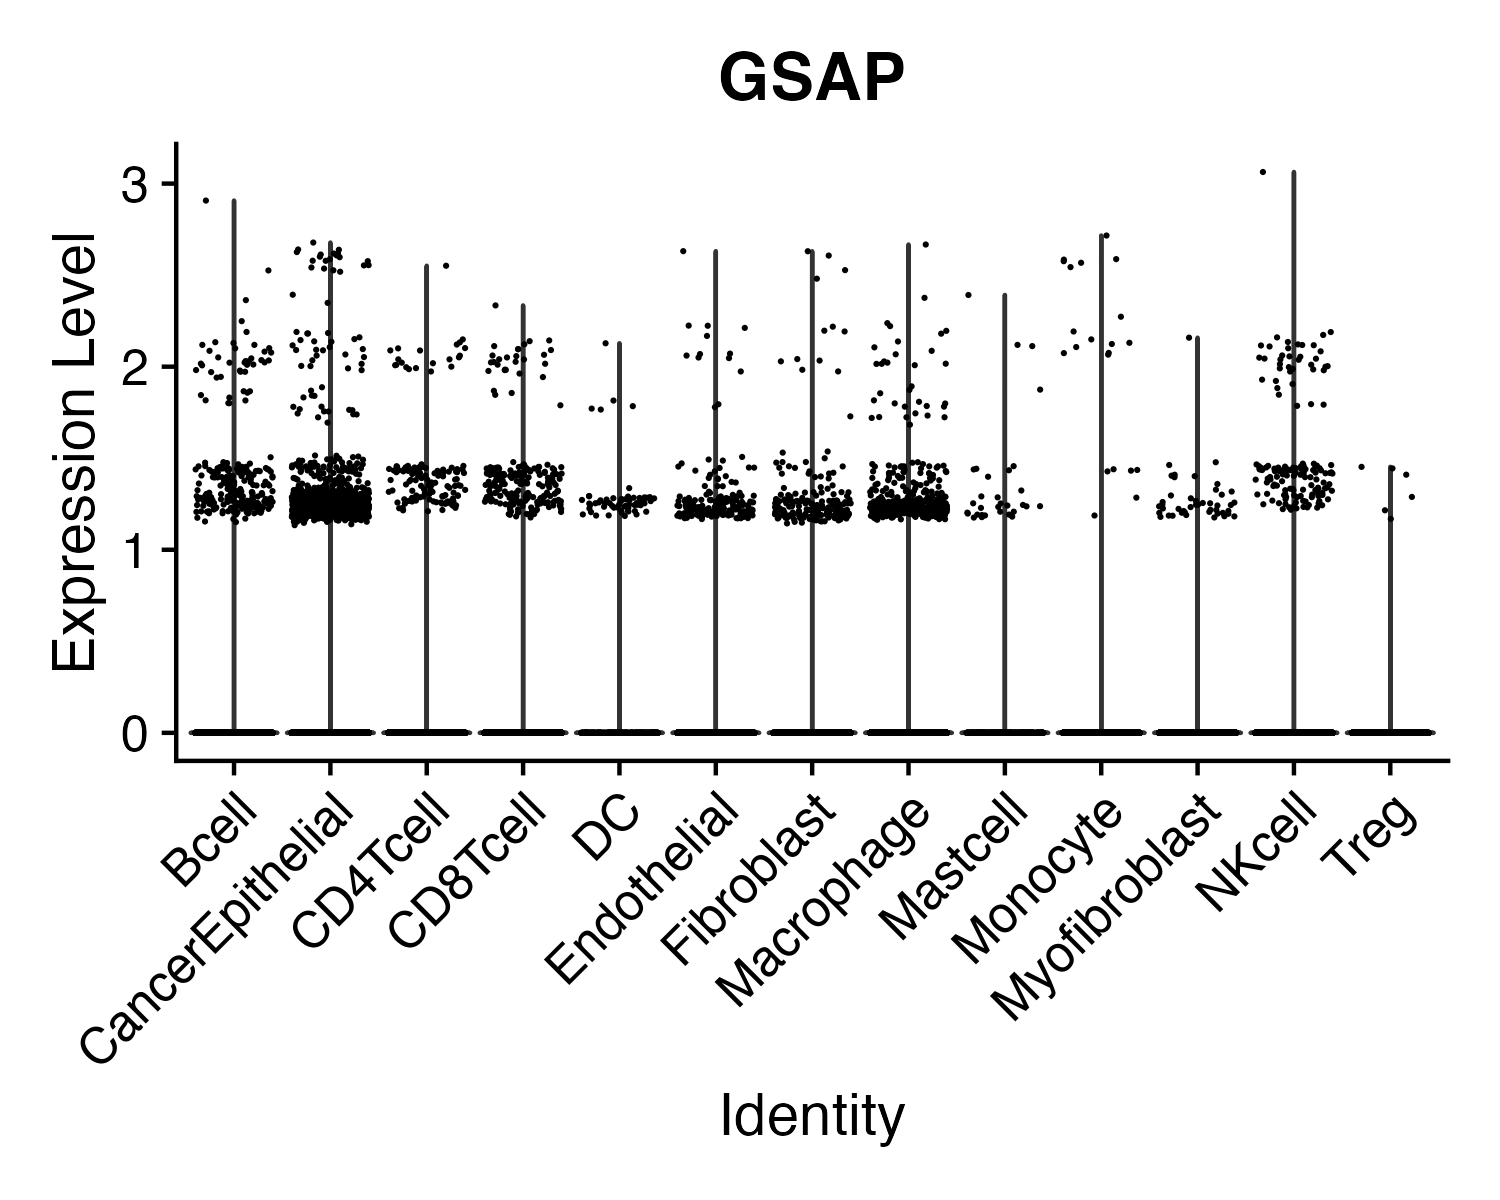 GSAP
Expression Level
3
2
1
0
Bcell
CancerEpithelial
CD4Tcell
CD8Tcell
DC
Endothelial
Fibroblast
Macrophage
Mastcell
Monocyte
Myofibroblast
NKcell
Treg
Identity